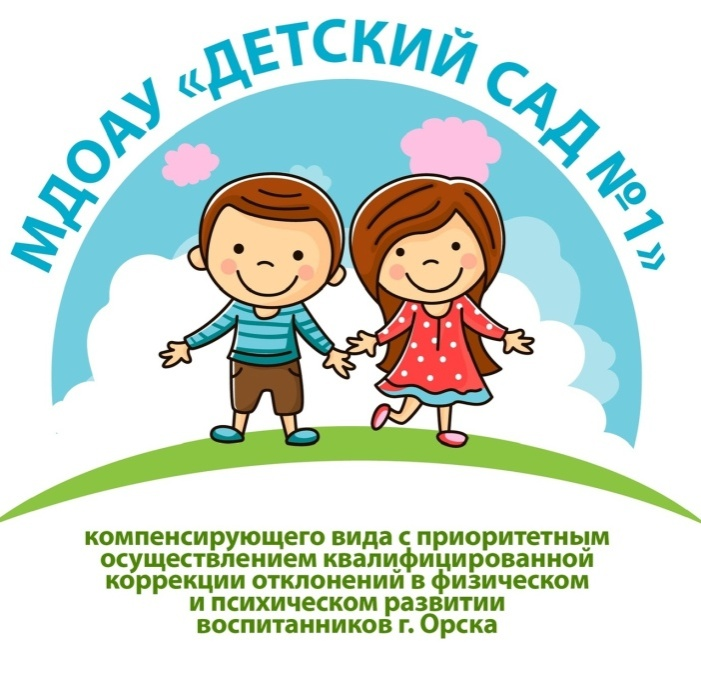 МДОАУ «ДЕТСКИЙ САД №1»
компенсирующего вида с приоритетным
осуществлением квалифицированной
коррекции отклонений в физическом
и психическом развитии
воспитанников г. Орска